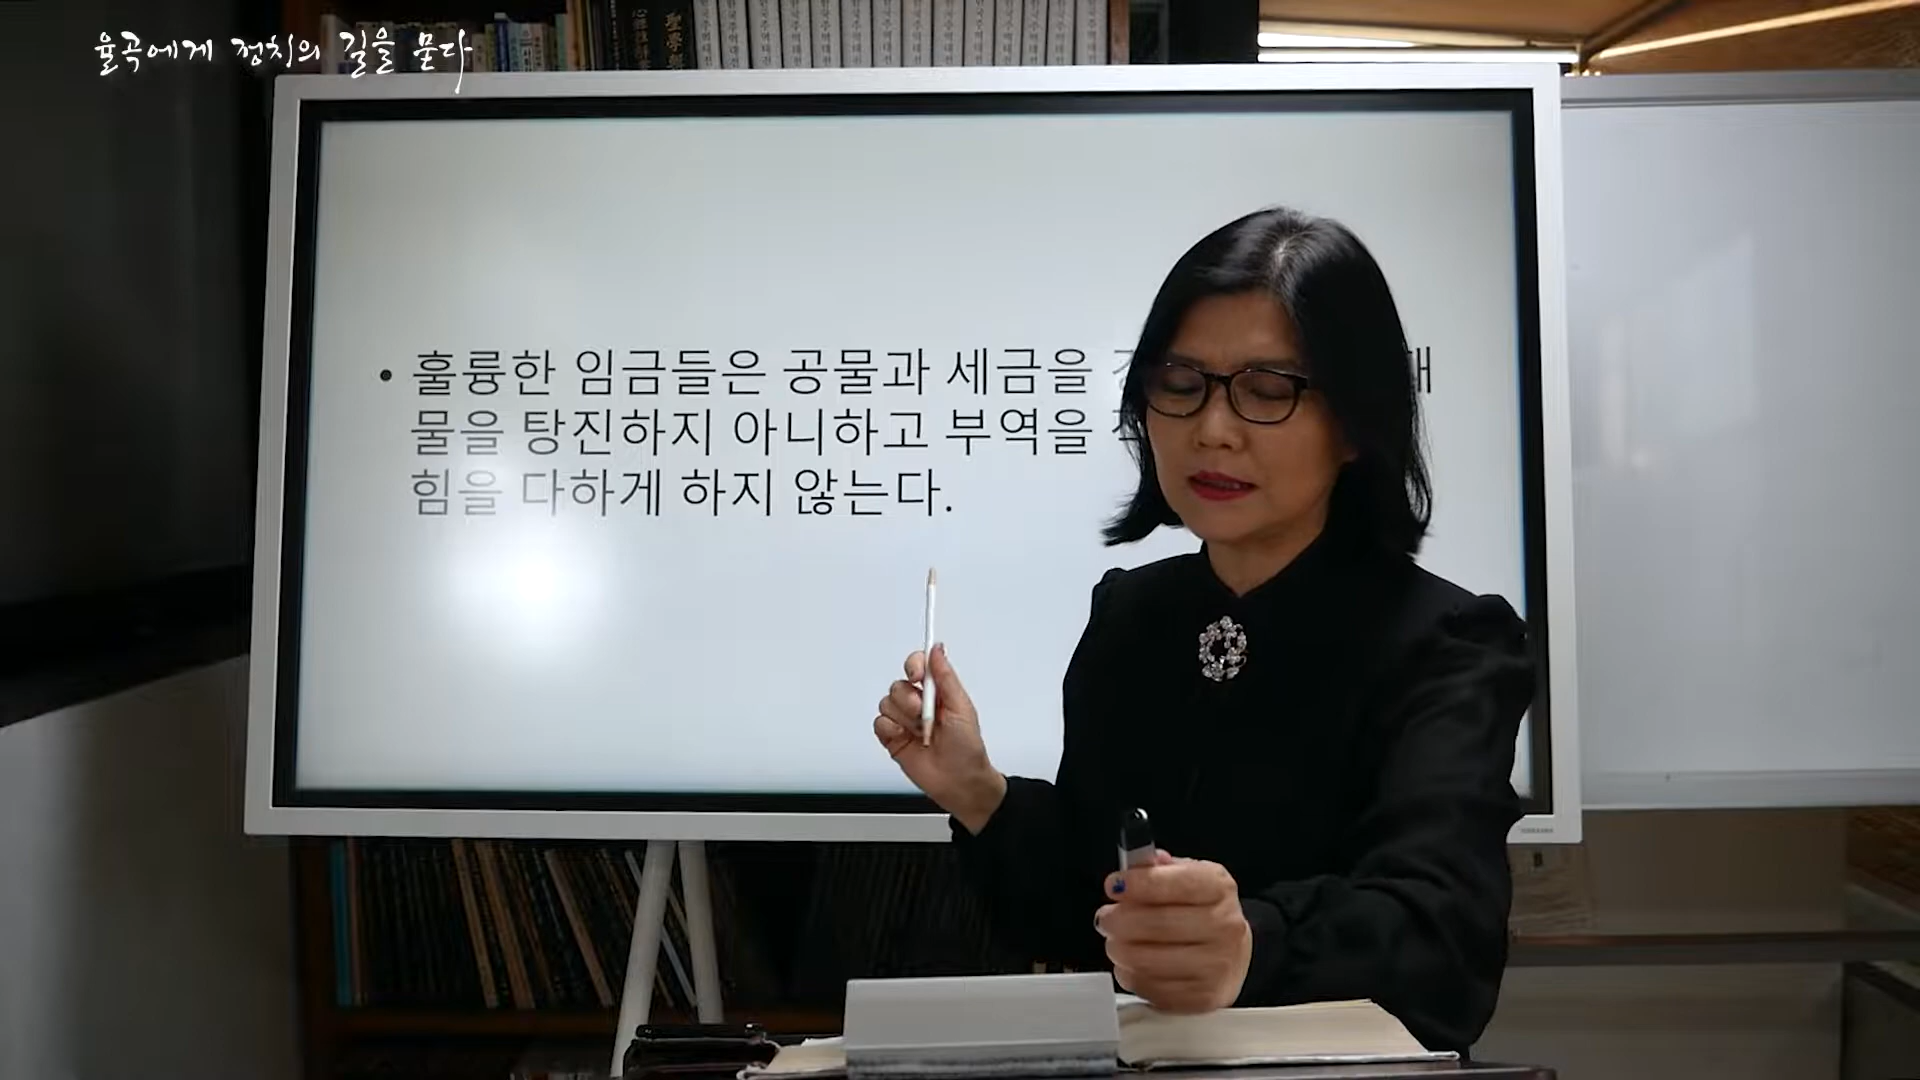 율곡에게 정치의 길을 묻다
• 훌륭한 임금들은 공물과 세금을
물을 탕진하지 아니하고 부역을
힘을 다하게 하지 않는다.